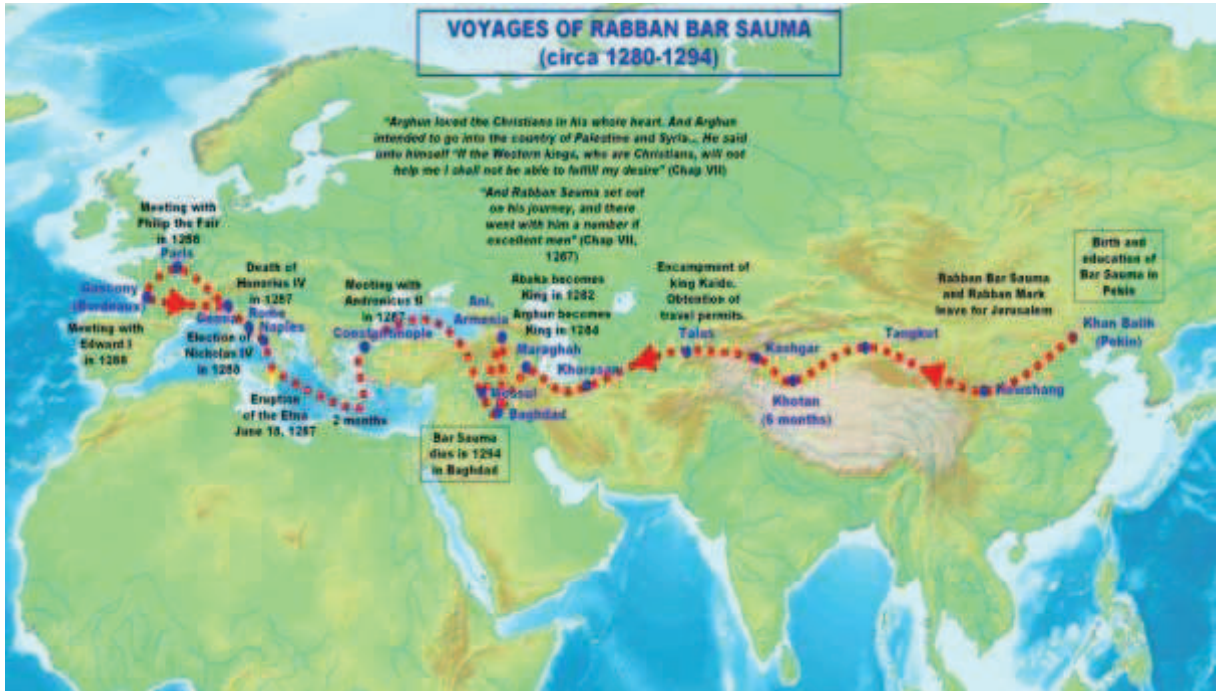 VOYAGES OF RABBAN BAR SAUMA
(circa 1280-1294)
"Arghun loved the Christians in his whole heart. And Arghun
intended to go into the country of Palestine and Syria... He said
unto himself "If the Western kings, who are Christians, will not
help me I shall not be able to fulfill my desire" (Chap VII)
"And Rabban Sauma set out
on his journey, and there
went with him a number if
excellent men" (Chap VII,
1287)
Meeting with
Philip the Fair
in 1288
Paris
Gascony
(Bordeaux)
Meeting with
Edward I
in 1288
Genoa
Death of
Honorius IV
in 1287
Rome
Naples
Election of
Nicholas IV
in 1288
Eruption
of the Etna
June 18, 1287
2 months
Meeting with
Andronicus II
in 1287
Constantinople
Ani,
Armenia
Abaka becomes
King in 1282
Arghun becomes
King in 1284
Maraghah
Khorasan
Mossul
Baghdad
Bar Sauma
dies is 1294
in Baghdad
Encampment of
king Kaido.
Obtention of
travel permits.
Talas
Kashgar
Khotan
(6 months)
Tangkut
Rabban Bar Sauma
and Rabban Mark
leave for Jerusalem
Kawshang
Birth and
education of
Bar Sauma in
Pekin
Khan Balik
(Pekin)